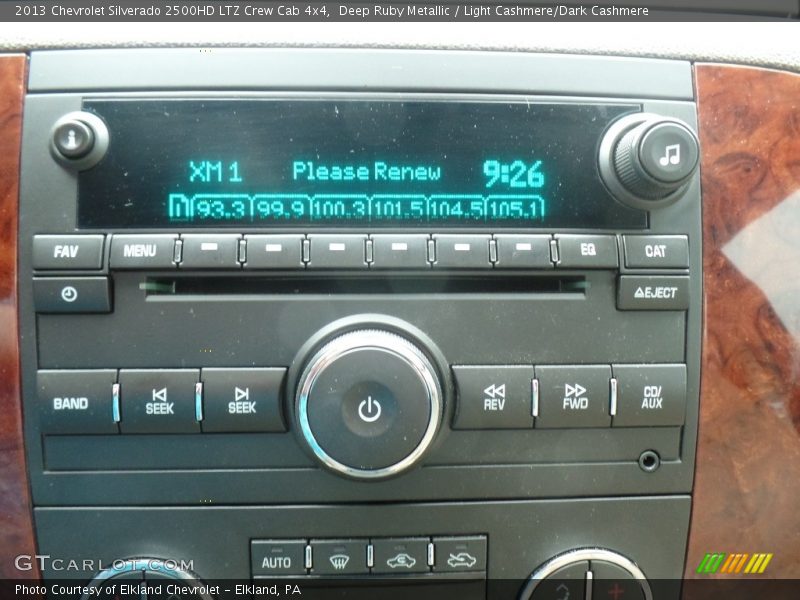 2013 Chevrolet Silverado 2500HD LTZ Crew Cab 4x4, Deep Ruby Metallic / Light Cashmere/Dark Cashmere
XM 1 Please Renew 9:26
93.3 99.9 100.3 101.5 104.5 105.1
FAV MENU EQ CAT
EJECT
BAND SEEK SEEK REV FWD CD/AUX
AUTO
GTCARLOT.COM
Photo Courtesy of Elkland Chevrolet - Elkland, PA